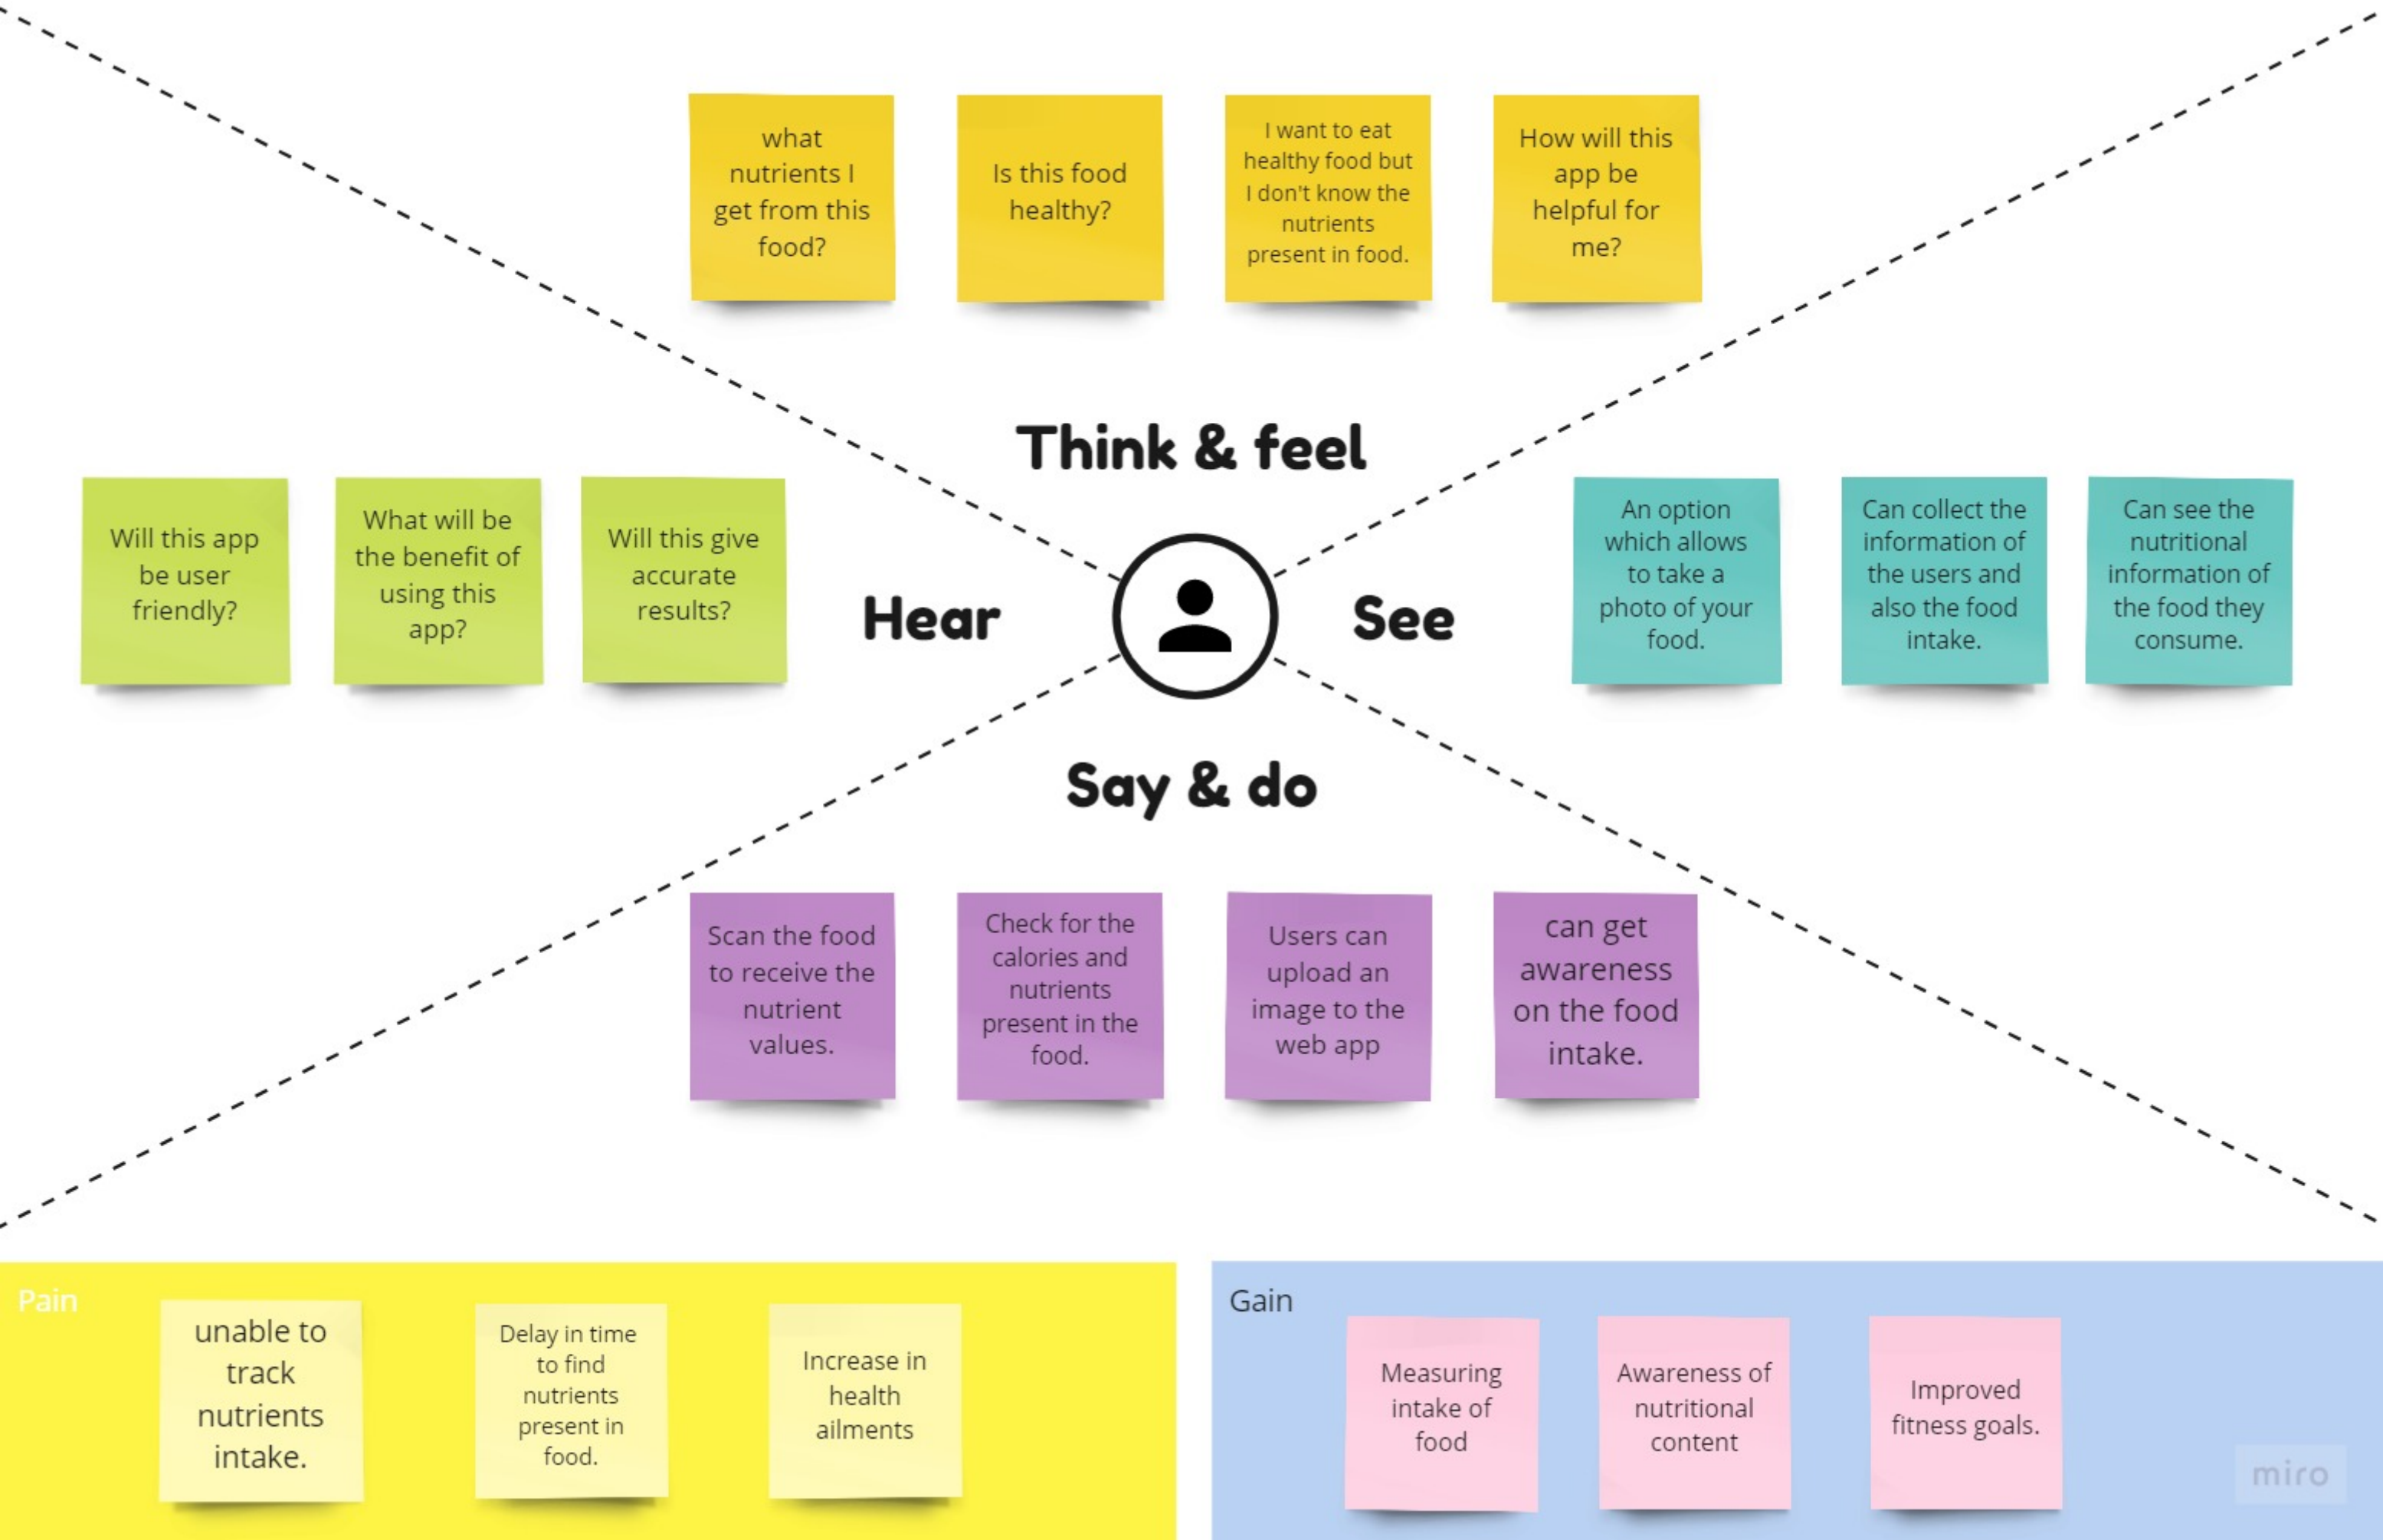 what
nutrients I
get from this
food?
Is this food
healthy?
I want to eat
healthy food but
I don't know the
nutrients
present in food.
How will this
app be
helpful for
me?
Think & feel
Will this app
be user
friendly?
What will be
the benefit of
using this
app?
Will this give
accurate
results?
Hear
See
An option
which allows
to take a
photo of your
food.
Can collect the
information of
the users and
also the food
intake.
Can see the
nutritional
information of
the food they
consume.
Say & do
Scan the food
to receive the
nutrient
values.
Check for the
calories and
nutrients
present in the
food.
Users can
upload an
image to the
web app
can get
awareness
on the food
intake.
Pain
unable to
track
nutrients
intake.
Delay in time
to find
nutrients
present in
food.
Increase in
health
ailments
Gain
Measuring
intake of
food
Awareness of
nutritional
content
Improved
fitness goals.
miro